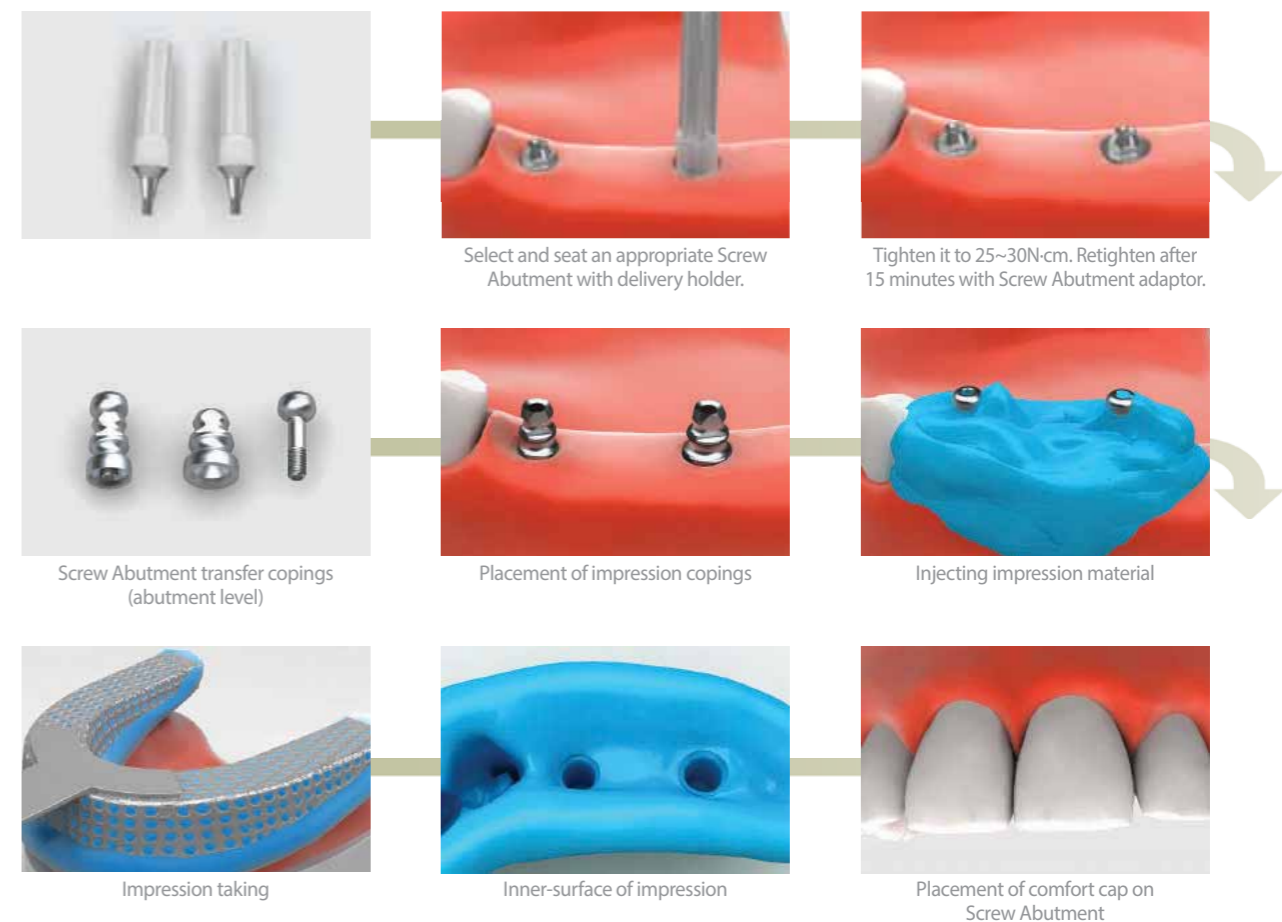 Select and seat an appropriate Screw
Abutment with delivery holder.
Tighten it to 25~30N·cm. Retighten after
15 minutes with Screw Abutment adaptor.
Screw Abutment transfer copings
(abutment level)
Placement of impression copings
Injecting impression material
Impression taking
Inner-surface of impression
Placement of comfort cap on
Screw Abutment